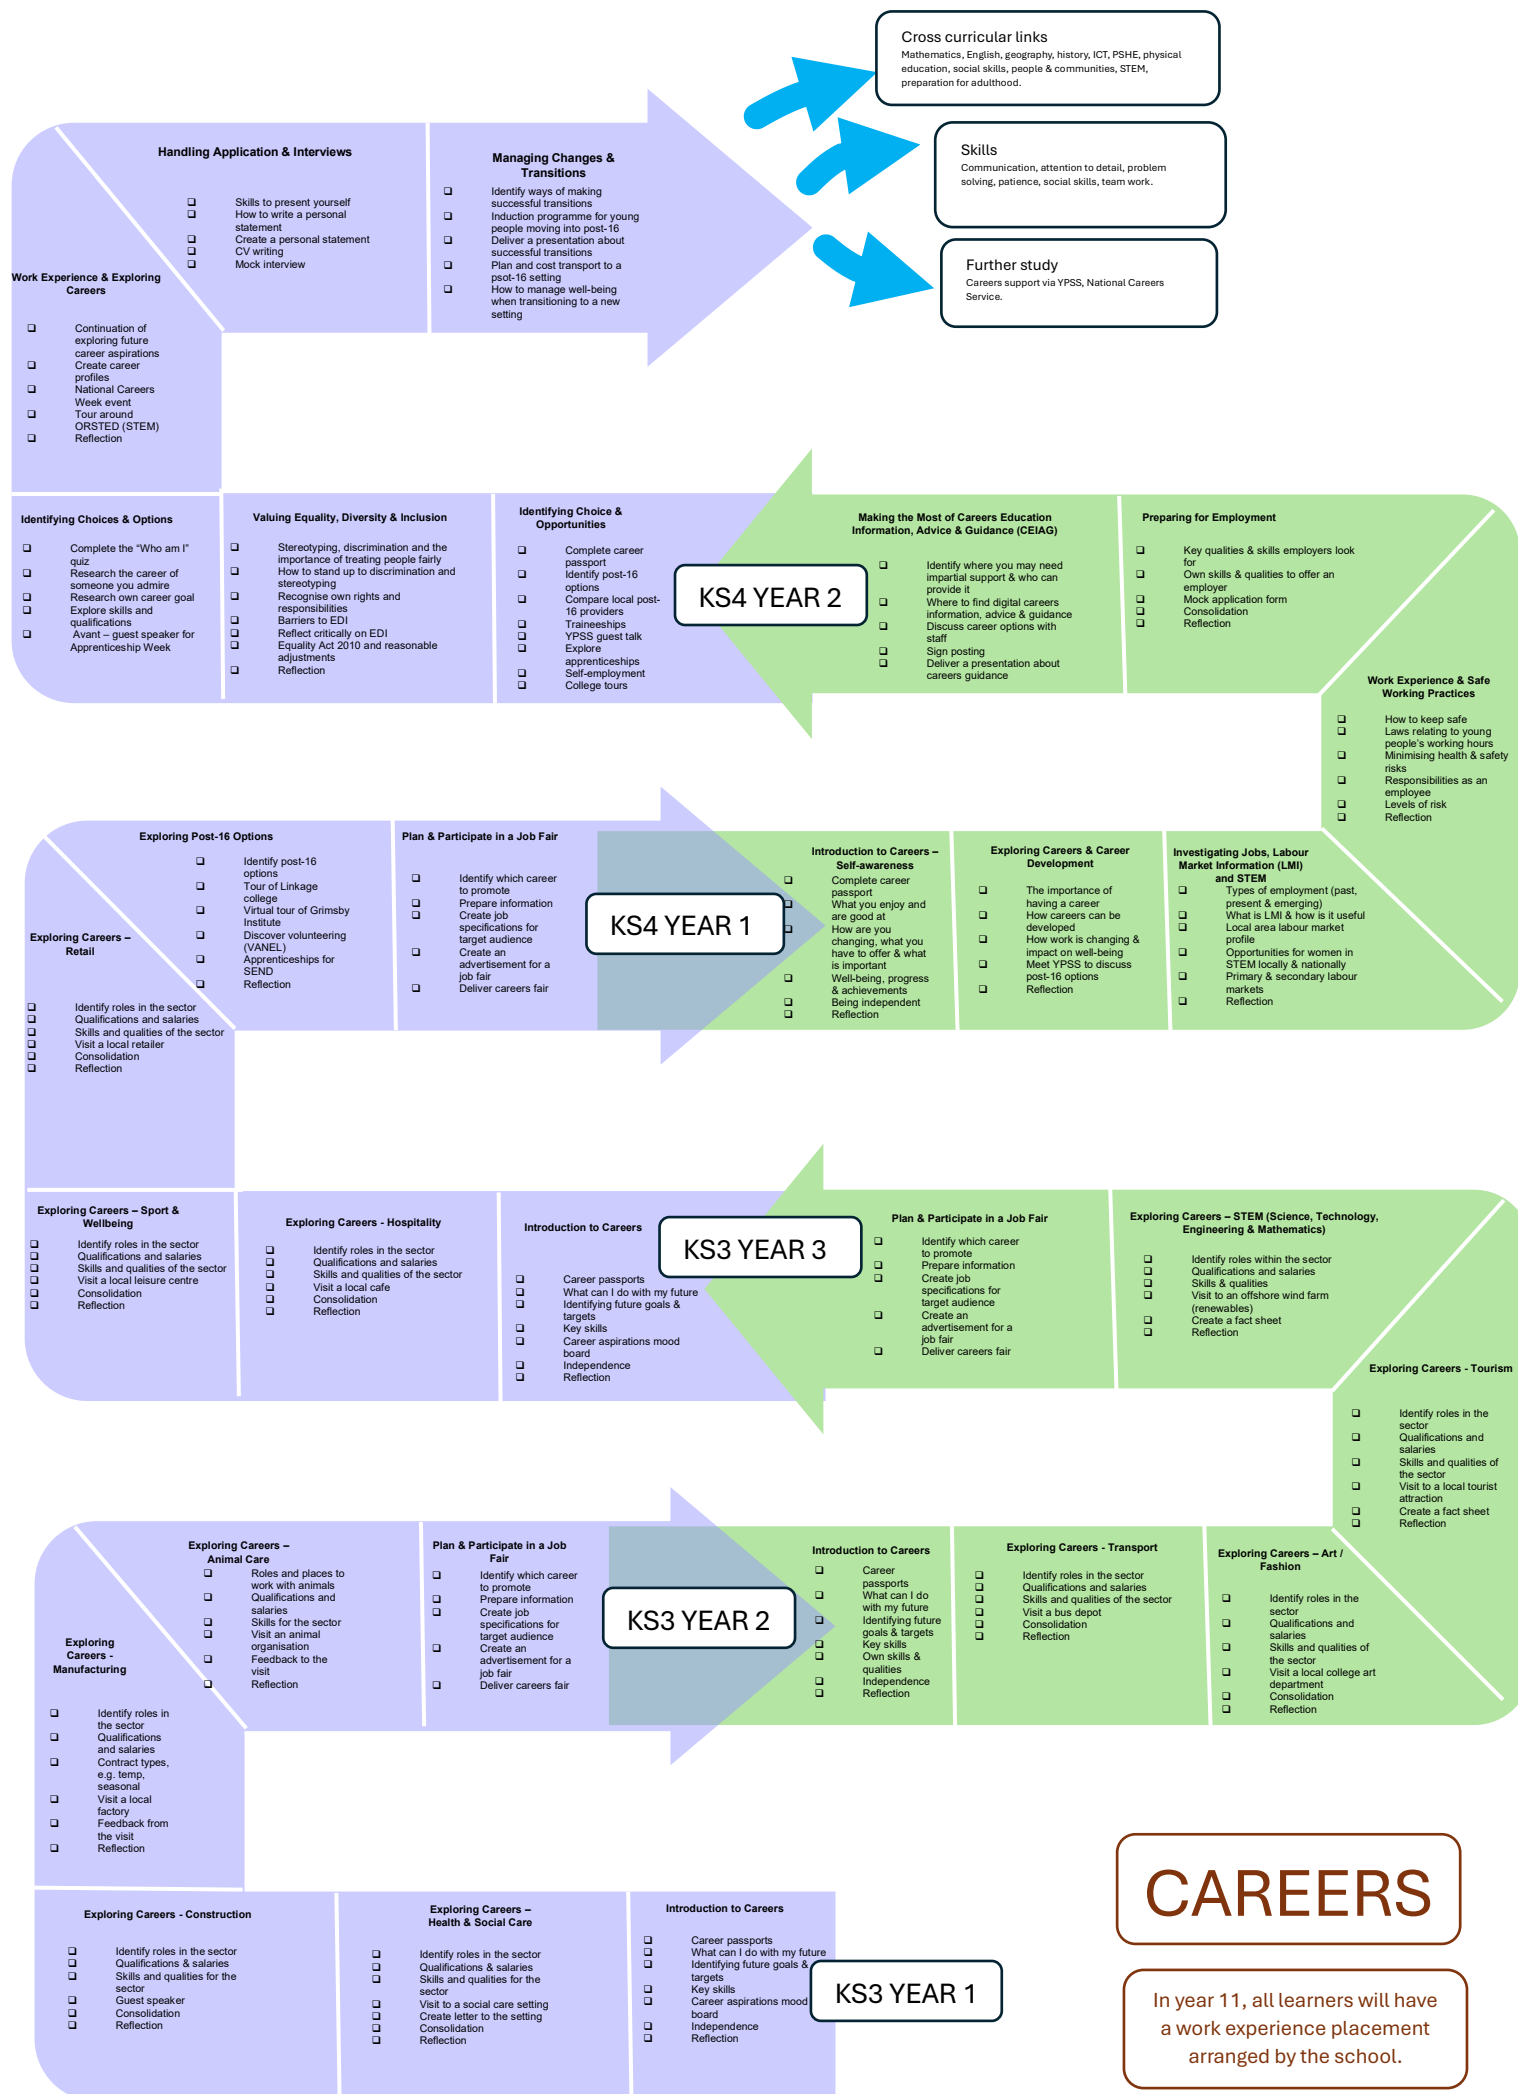 Cross curricular links
Mathematics, English, geography, history, ICT, PSHE, physical
education, social skills, people & communities, STEM,
preparation for adulthood.
Skills
Communication, attention to detail, problem
solving, patience, social skills, team work.
Further study
Careers support via YPSS, National Careers
Service.
Handling Application & Interviews
❑ Skills to present yourself
❑ How to write a personal
statement
❑ Create a personal statement
❑ CV writing
❑ Mock interview
Managing Changes &
Transitions
❑ Identify ways of making
successful transitions
❑ Induction programme for young
people moving into post-16
❑ Deliver a presentation about
successful transitions
❑ Plan and cost transport to a
psot-16 setting
❑ How to manage well-being
when transitioning to a new
setting
Work Experience & Exploring
Careers
❑ Continuation of
exploring future
career aspirations
❑ Create career
profiles
❑ National Careers
Week event
❑ Tour around
ORSTED (STEM)
❑ Reflection
Identifying Choices & Options
❑ Complete the “Who am I”
quiz
❑ Research the career of
someone you admire
❑ Research own career goal
❑ Explore skills and
qualifications
❑ Avant – guest speaker for
Apprenticeship Week
Valuing Equality, Diversity & Inclusion
❑ Stereotyping, discrimination and the
importance of treating people fairly
❑ How to stand up to discrimination and
stereotyping
❑ Recognise own rights and
responsibilities
❑ Barriers to EDI
❑ Reflect critically on EDI
❑ Equality Act 2010 and reasonable
adjustments
❑ Reflection
Identifying Choice &
Opportunities
❑ Complete career
passport
❑ Identify post-16
options
❑ Compare local post-
16 providers
❑ Traineeships
❑ YPSS guest talk
❑ Explore
apprenticeships
❑ Self-employment
❑ College tours
KS4 YEAR 2
Making the Most of Careers Education
Information, Advice & Guidance (CEIAG)
❑ Identify where you may need
impartial support & who can
provide it
❑ Where to find digital careers
information, advice & guidance
❑ Discuss career options with
staff
❑ Sign posting
❑ Deliver a presentation about
careers guidance
Preparing for Employment
❑ Key qualities & skills employers look
for
❑ Own skills & qualities to offer an
employer
❑ Mock application form
❑ Consolidation
❑ Reflection
Work Experience & Safe
Working Practices
❑ How to keep safe
❑ Laws relating to young
people's working hours
❑ Minimising health & safety
risks
❑ Responsibilities as an
employee
❑ Levels of risk
❑ Reflection
Exploring Post-16 Options
❑ Identify post-16
options
❑ Tour of Linkage
college
❑ Virtual tour of Grimsby
Institute
❑ Discover volunteering
(VANEL)
❑ Apprenticeships for
SEND
❑ Reflection
Plan & Participate in a Job Fair
❑ Identify which career
to promote
❑ Prepare information
❑ Create job
specifications for
target audience
❑ Create an
advertisement for a
job fair
❑ Deliver careers fair
KS4 YEAR 1
Introduction to Careers –
Self-awareness
❑ Complete career
passport
❑ What you enjoy and
are good at
❑ How are you
changing, what you
have to offer & what
is important
❑ Well-being, progress
& achievements
❑ Being independent
❑ Reflection
Exploring Careers & Career
Development
❑ The importance of
having a career
❑ How careers can be
developed
❑ How work is changing &
impact on well-being
❑ Meet YPSS to discuss
post-16 options
❑ Reflection
Investigating Jobs, Labour
Market Information (LMI)
and STEM
❑ Types of employment (past,
present & emerging)
❑ What is LMI & how is it useful
❑ Local area labour market
profile
❑ Opportunities for women in
STEM locally & nationally
❑ Primary & secondary labour
markets
❑ Reflection
Exploring Careers –
Retail
❑ Identify roles in the sector
❑ Qualifications and salaries
❑ Skills and qualities of the sector
❑ Visit a local retailer
❑ Consolidation
❑ Reflection
Exploring Careers – Sport &
Wellbeing
❑ Identify roles in the sector
❑ Qualifications and salaries
❑ Skills and qualities of the sector
❑ Visit a local leisure centre
❑ Consolidation
❑ Reflection
Exploring Careers - Hospitality
❑ Identify roles in the sector
❑ Qualifications and salaries
❑ Skills and qualities of the sector
❑ Visit a local cafe
❑ Consolidation
❑ Reflection
Introduction to Careers
❑ Career passports
❑ What can I do with my future
❑ Identifying future goals &
targets
❑ Key skills
❑ Career aspirations mood
board
❑ Independence
❑ Reflection
KS3 YEAR 3
Plan & Participate in a Job Fair
❑ Identify which career
to promote
❑ Prepare information
❑ Create job
specifications for
target audience
❑ Create an
advertisement for a
job fair
❑ Deliver careers fair
Exploring Careers – STEM (Science, Technology,
Engineering & Mathematics)
❑ Identify roles within the sector
❑ Qualifications and salaries
❑ Skills & qualities
❑ Visit to an offshore wind farm
(renewables)
❑ Create a fact sheet
❑ Reflection
Exploring Careers - Tourism
❑ Identify roles in the
sector
❑ Qualifications and
salaries
❑ Skills and qualities of
the sector
❑ Visit to a local tourist
attraction
❑ Create a fact sheet
❑ Reflection
Exploring Careers –
Animal Care
❑ Roles and places to
work with animals
❑ Qualifications and
salaries
❑ Skills for the sector
❑ Visit an animal
organisation
❑ Feedback to the
visit
❑ Reflection
Plan & Participate in a Job
Fair
❑ Identify which career
to promote
❑ Prepare information
❑ Create job
specifications for
target audience
❑ Create an
advertisement for a
job fair
❑ Deliver careers fair
KS3 YEAR 2
Introduction to Careers
❑ Career
passports
❑ What can I do
with my future
❑ Identifying future
goals & targets
❑ Key skills
❑ Own skills &
qualities
❑ Independence
❑ Reflection
Exploring Careers - Transport
❑ Identify roles in the sector
❑ Qualifications and salaries
❑ Skills and qualities of the sector
❑ Visit a bus depot
❑ Consolidation
❑ Reflection
Exploring Careers – Art /
Fashion
❑ Identify roles in the
sector
❑ Qualifications and
salaries
❑ Skills and qualities of
the sector
❑ Visit a local college art
department
❑ Consolidation
❑ Reflection
Exploring
Careers -
Manufacturing
❑ Identify roles in
the sector
❑ Qualifications
and salaries
❑ Contract types,
e.g. temp,
seasonal
❑ Visit a local
factory
❑ Feedback from
the visit
❑ Reflection
Exploring Careers - Construction
❑ Identify roles in the sector
❑ Qualifications & salaries
❑ Skills and qualities for the
sector
❑ Guest speaker
❑ Consolidation
❑ Reflection
Exploring Careers –
Health & Social Care
❑ Identify roles in the sector
❑ Qualifications & salaries
❑ Skills and qualities for the
sector
❑ Visit to a social care setting
❑ Create letter to the setting
❑ Consolidation
❑ Reflection
Introduction to Careers
❑ Career passports
❑ What can I do with my future
❑ Identifying future goals &
targets
❑ Key skills
❑ Career aspirations mood
board
❑ Independence
❑ Reflection
KS3 YEAR 1
CAREERS
In year 11, all learners will have
a work experience placement
arranged by the school.